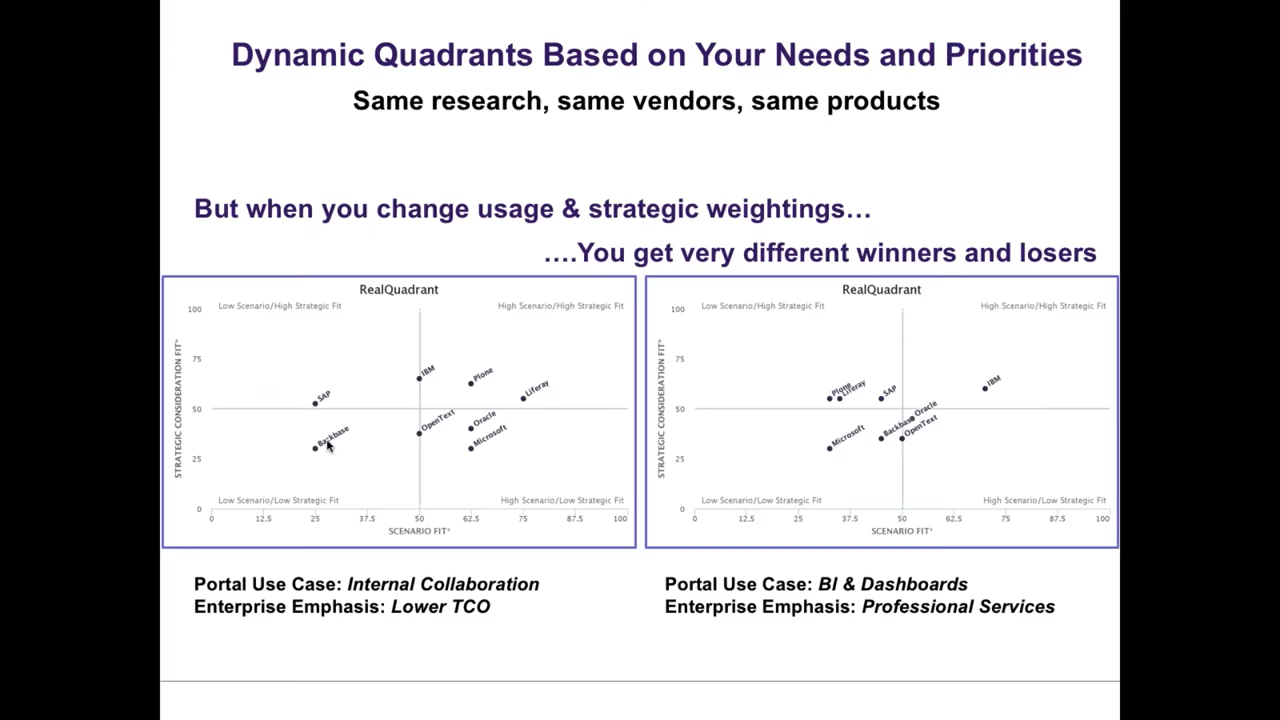 Dynamic Quadrants Based on Your Needs and Priorities
Same research, same vendors, same products
But when you change usage & strategic weightings…
….You get very different winners and losers
RealQuadrant
Low Scenario/High Strategic Fit
High Scenario/High Strategic Fit
100
75
50
25
0
STRATEGIC CONSIDERATION FIT*
IBM
Plone
Liferay
SAP
OpenText
Oracle
Backbase
Microsoft
Low Scenario/Low Strategic Fit
High Scenario/Low Strategic Fit
0 12.5 25 37.5 50 62.5 75 87.5 100
SCENARIO FIT*
RealQuadrant
Low Scenario/High Strategic Fit
High Scenario/High Strategic Fit
100
75
50
25
0
STRATEGIC CONSIDERATION FIT*
IBM
Plone
Liferay
SAP
Oracle
Backbase
OpenText
Microsoft
Low Scenario/Low Strategic Fit
High Scenario/Low Strategic Fit
0 12.5 25 37.5 50 62.5 75 87.5 100
SCENARIO FIT*
Portal Use Case: Internal Collaboration
Enterprise Emphasis: Lower TCO
Portal Use Case: BI & Dashboards
Enterprise Emphasis: Professional Services